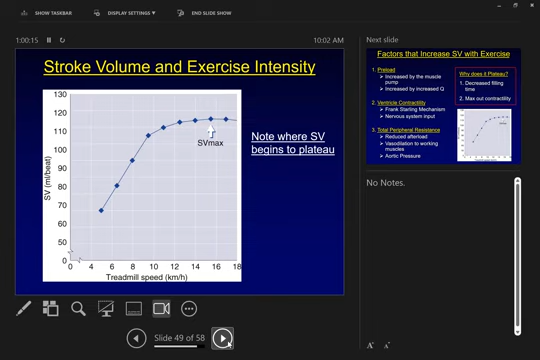 SHOW TASKBAR
DISPLAY SETTINGS
END SLIDE SHOW
1:00:15
10:02 AM
Stroke Volume and Exercise Intensity
130
120
110
100
90
80
70
60
50
0
SV (ml/beat)
0 4 6 8 10 12 14 16 18
Treadmill speed (km/h)
SVmax
Note where SV
begins to plateau
Slide 49 of 58
Next slide
Factors that Increase SV with Exercise
1. Preload
Increased by the muscle
pump
Increased by increased Q
2. Ventricle Contractility
Frank Starling Mechanism
Nervous system input
3. Total Peripheral Resistance
Reduced afterload
Vasodilation to working
muscles
Aortic Pressure
Why does it Plateau?
1. Decreased filling
time
2. Max out contractility
No Notes.
A A